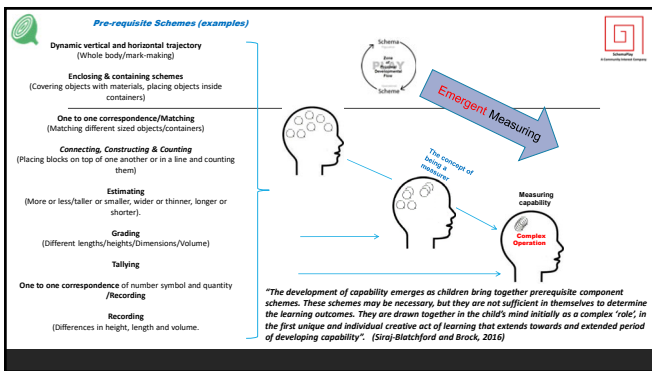 Pre-requisite Schemes (examples)
Dynamic vertical and horizontal trajectory
(Whole body/mark-making)
Enclosing & containing schemes
(Covering objects with materials, placing objects inside
containers)
One to one correspondence/Matching
(Matching different sized objects/containers)
Connecting, Constructing & Counting
(Placing blocks on top of one another or in a line and counting
them)
Estimating
(More or less/taller or smaller, wider or thinner, longer or
shorter).
Grading
(Different lengths/heights/Dimensions/Volume)
Tallying
One to one correspondence of number symbol and quantity
/Recording
Recording
(Differences in height, length and volume.
Schema
Zone
PLAY
Developmental
Flow
Scheme
SchemaPlay
A Community Interest Company
Emergent Measuring
The concept of
being a
measurer
Measuring
capability
Complex
Operation
"The development of capability emerges as children bring together prerequisite component
schemes. These schemes may be necessary, but they are not sufficient in themselves to determine
the learning outcomes. They are drawn together in the child's mind initially as a complex 'role', in
the first unique and individual creative act of learning that extends towards and extended period
of developing capability". (Siraj-Blatchford and Brock, 2016)